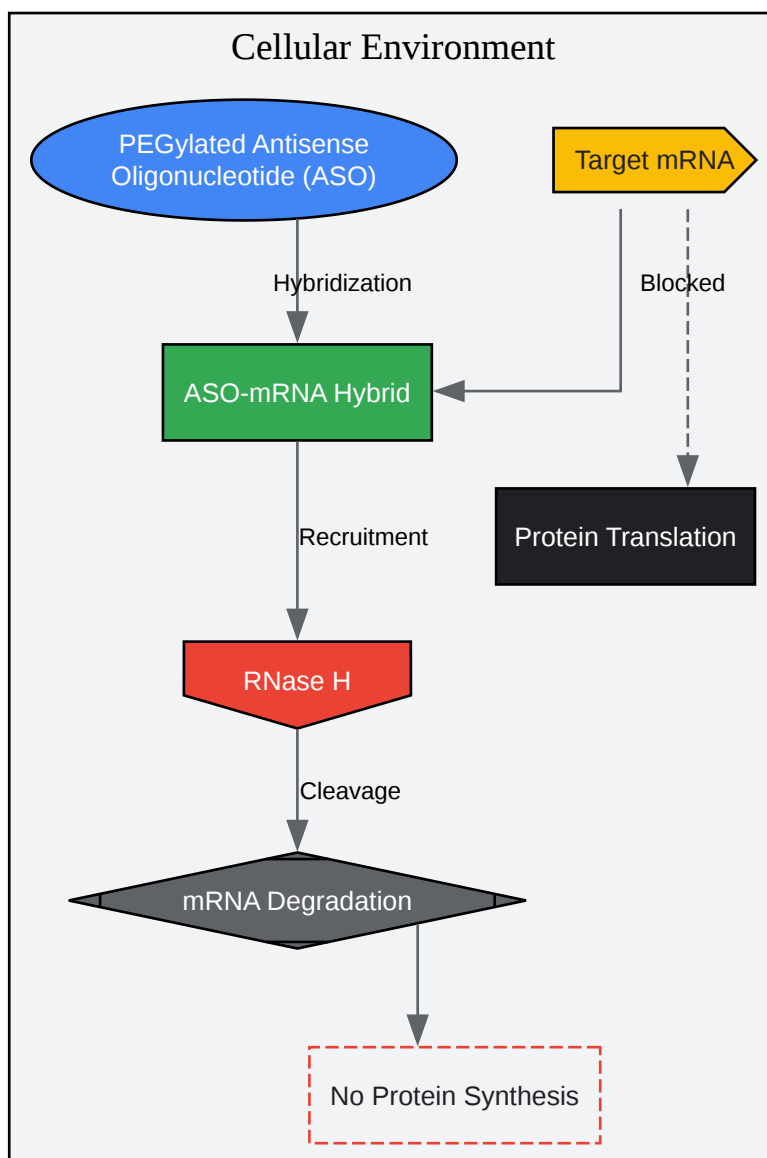 Cellular Environment
PEGylated Antisense
Oligonucleotide (ASO)
Target mRNA
Hybridization
Blocked
ASO-mRNA Hybrid
Recruitment
Protein Translation
RNase H
Cleavage
mRNA Degradation
No Protein Synthesis